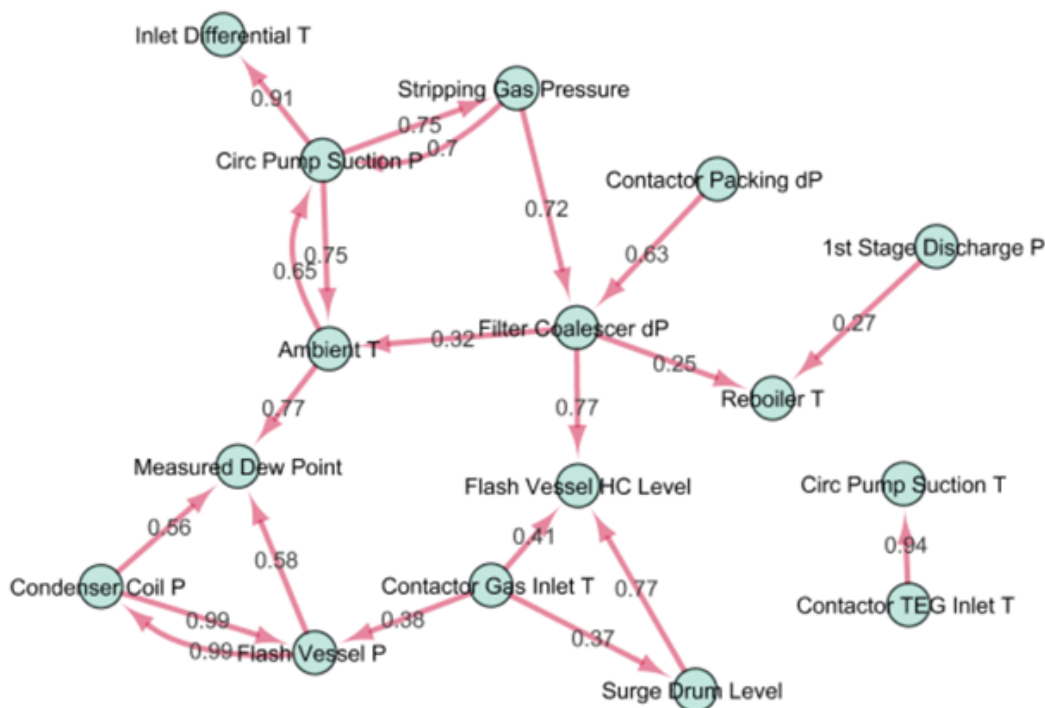 Inlet Differential T
Stripping Gas Pressure
0.91
0.75
0.7
Circ Pump Suction P
Contactor Packing dP
0.72
1st Stage Discharge P
0.75
0.63
0.65
0.27
Filter Coalescer dP
0.32
Ambient T
0.25
Reboiler T
0.77
0.77
Measured Dew Point
Flash Vessel HC Level
Circ Pump Suction T
0.56
0.41
0.58
0.94
Condenser Coil P
Contactor Gas Inlet T
0.77
Contactor TEG Inlet T
0.99
0.38
0.37
0.99
Flash Vessel P
Surge Drum Level